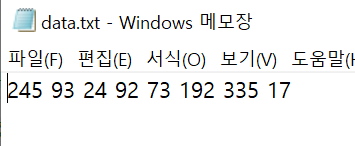 data.txt - Windows 메모장
파일(F) 편집(E) 서식(O) 보기(V) 도움말(H
245 93 24 92 73 192 335 17